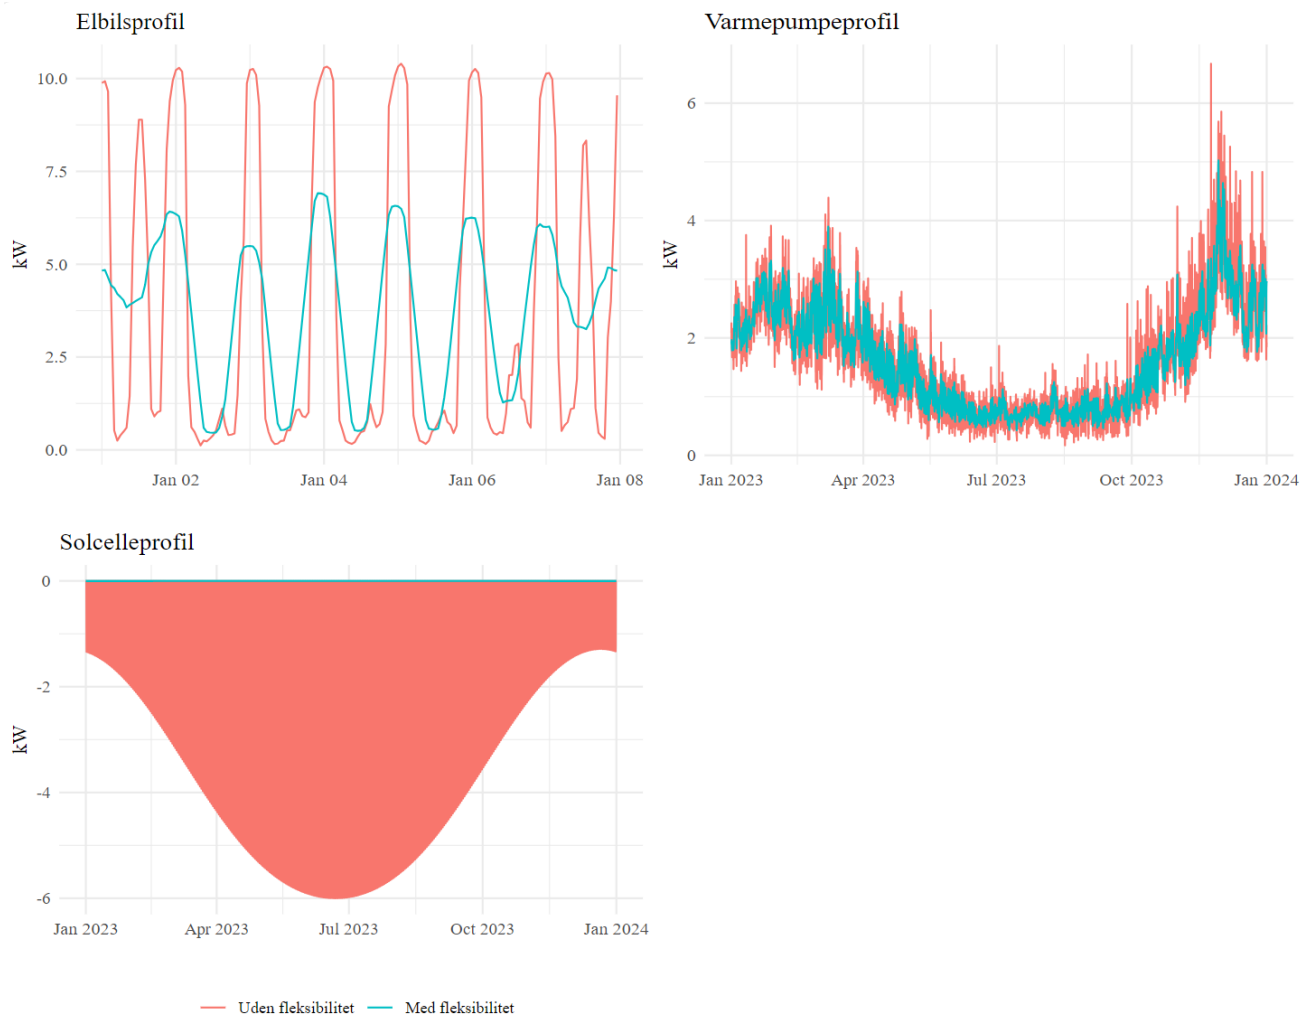 Elbilsprofil
kW
10.0
7.5
5.0
2.5
0.0
Jan 02
Jan 04
Jan 06
Jan 08
Varmepumpeprofil
kW
6
4
2
0
Jan 2023
Apr 2023
Jul 2023
Oct 2023
Jan 2024
Solcelleprofil
kW
0
-2
-4
-6
Jan 2023
Apr 2023
Jul 2023
Oct 2023
Jan 2024
Uden fleksibilitet
Med fleksibilitet